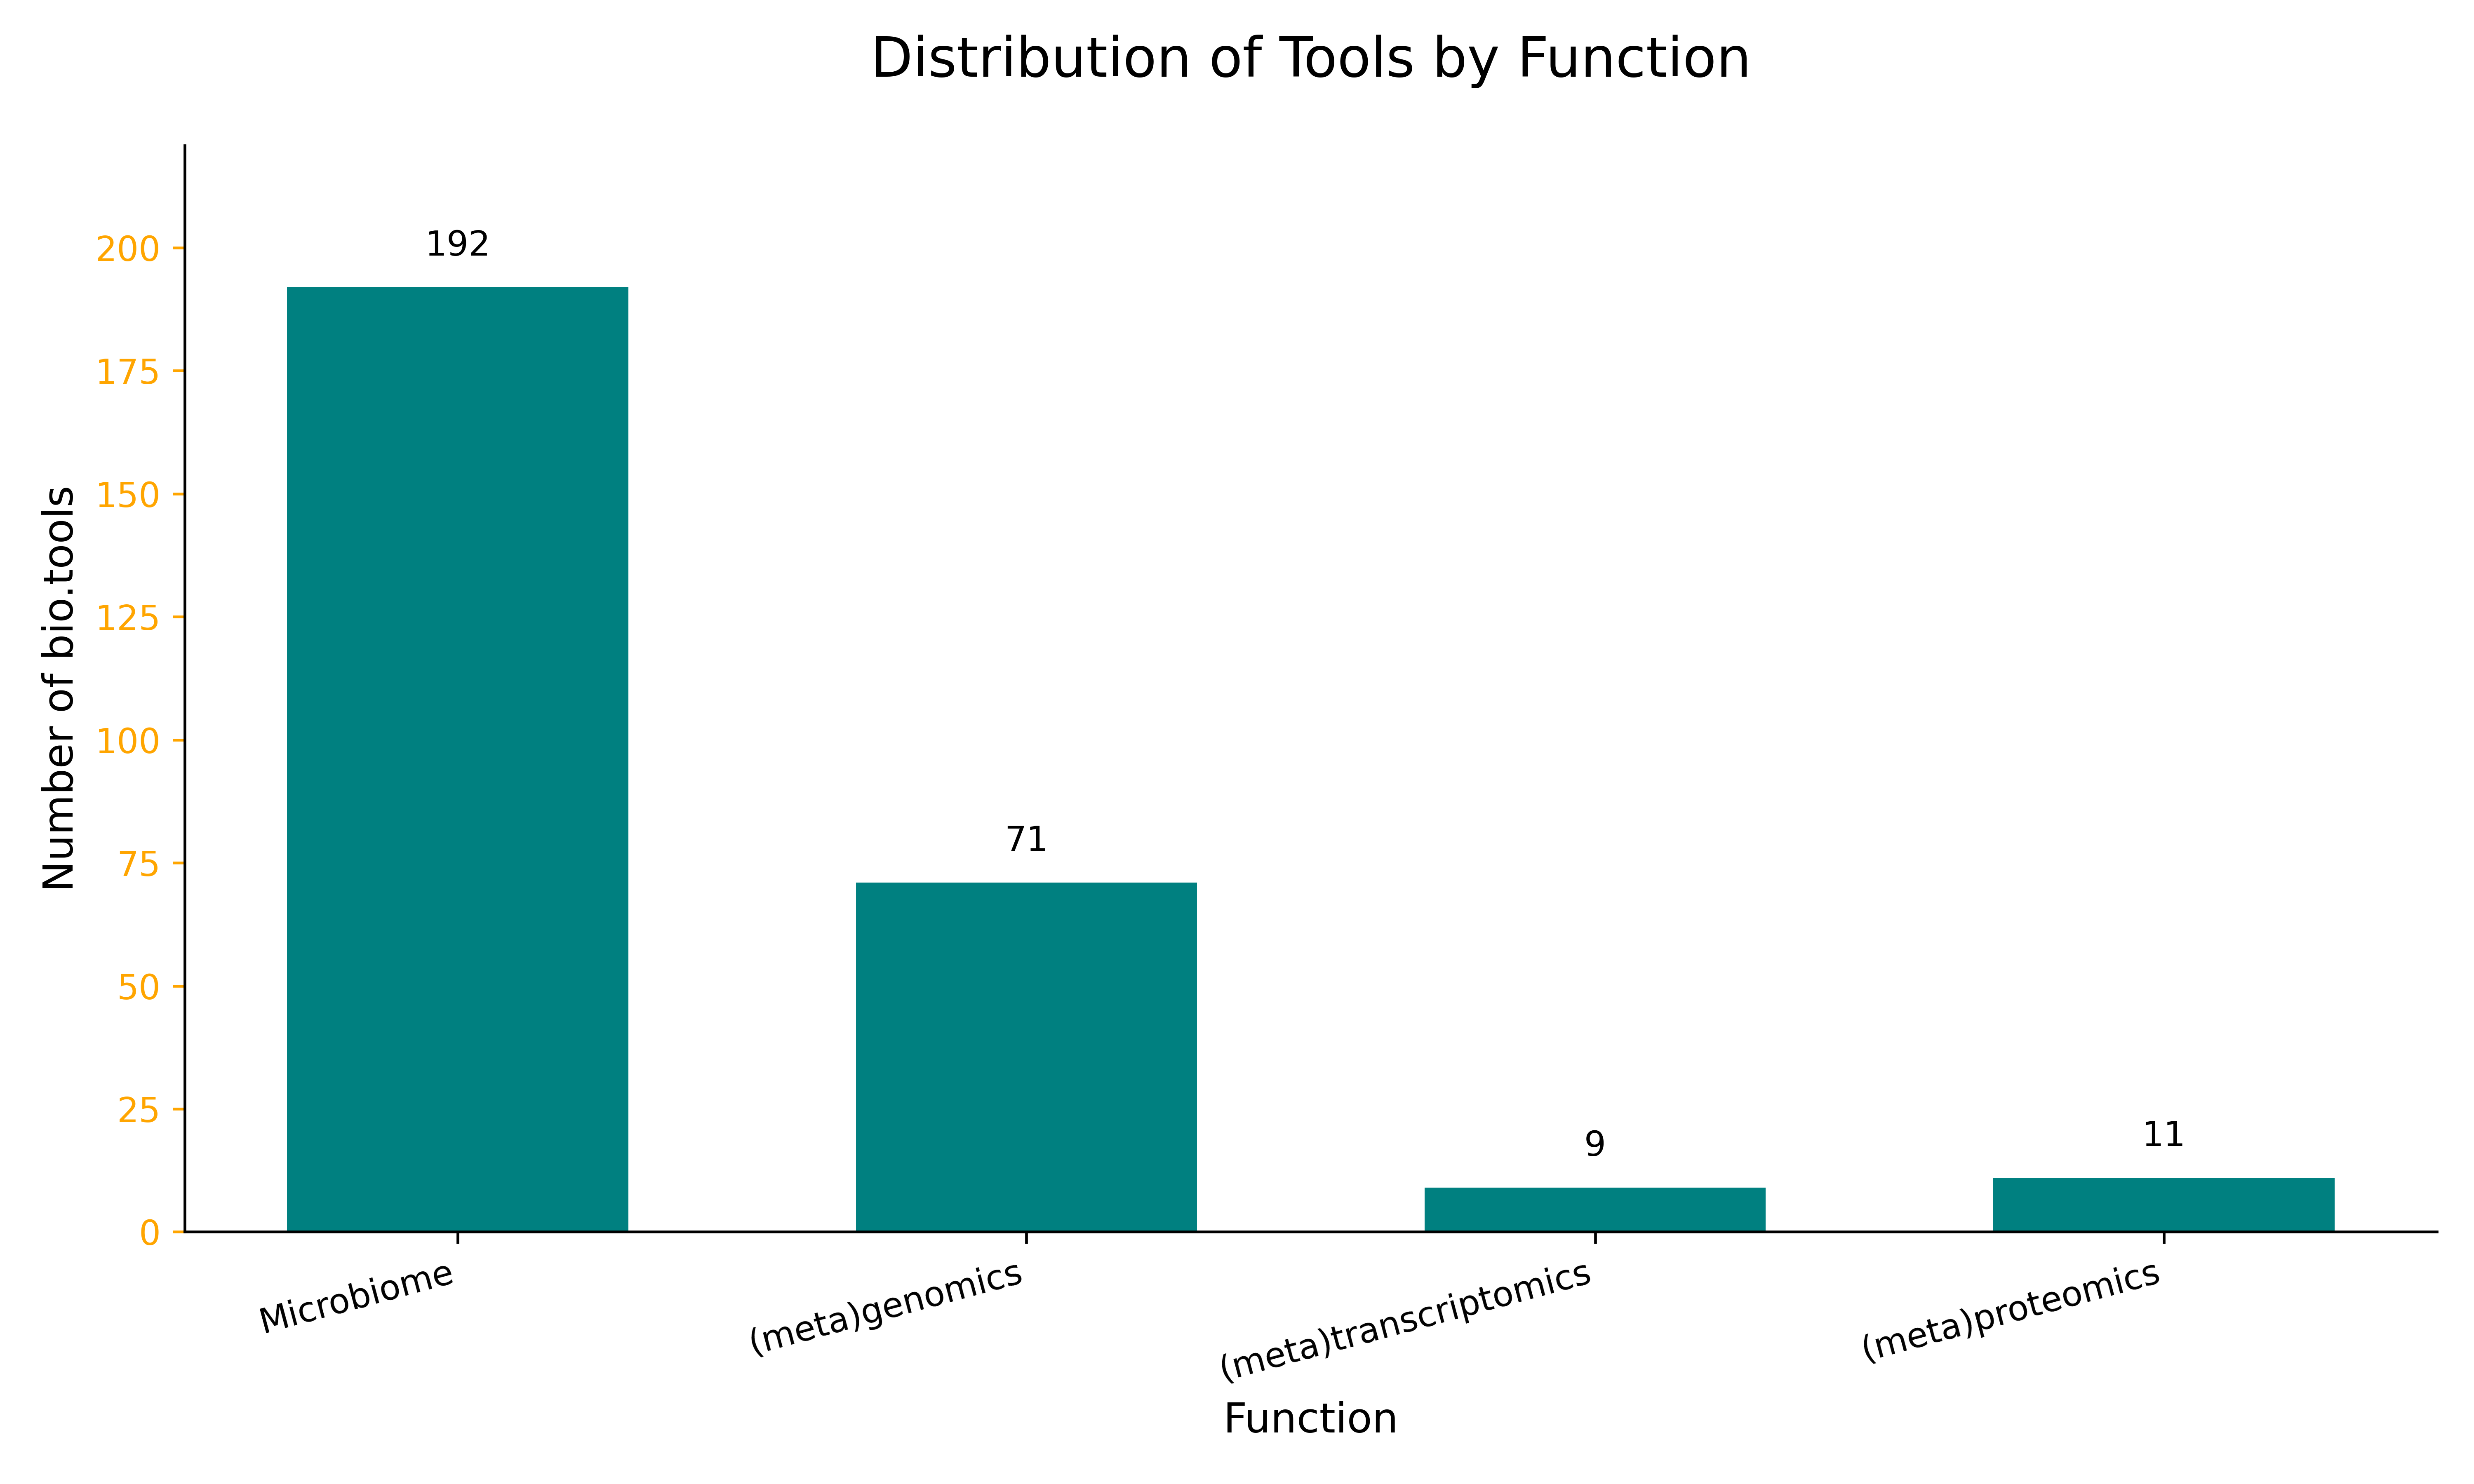 Distribution of Tools by Function
Number of bio.tools
200
175
150
125
100
75
50
25
0
192
71
9
11
Microbiome
(meta)genomics
(meta)transcriptomics
(meta)proteomics
Function